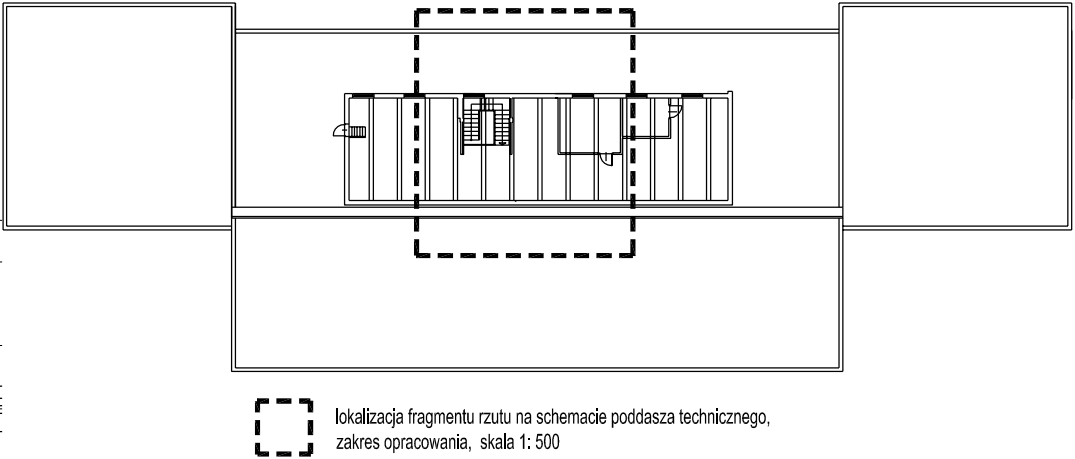 lokalizacja fragmentu rzutu na schemacie poddasza technicznego,
zakres opracowania, skala 1: 500